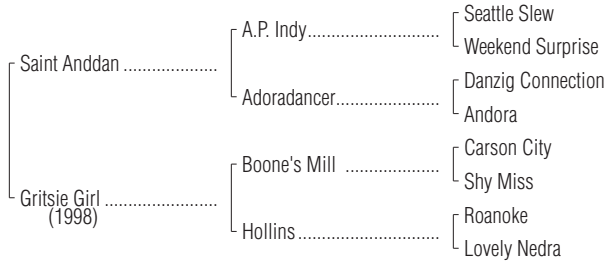 Seattle Slew
A.P. Indy
Weekend Surprise
Saint Anddan
Danzig Connection
Adoradancer
Andora
Carson City
Boone's Mill
Shy Miss
Gritsie Girl
(1998)
Roanoke
Hollins
Lovely Nedra